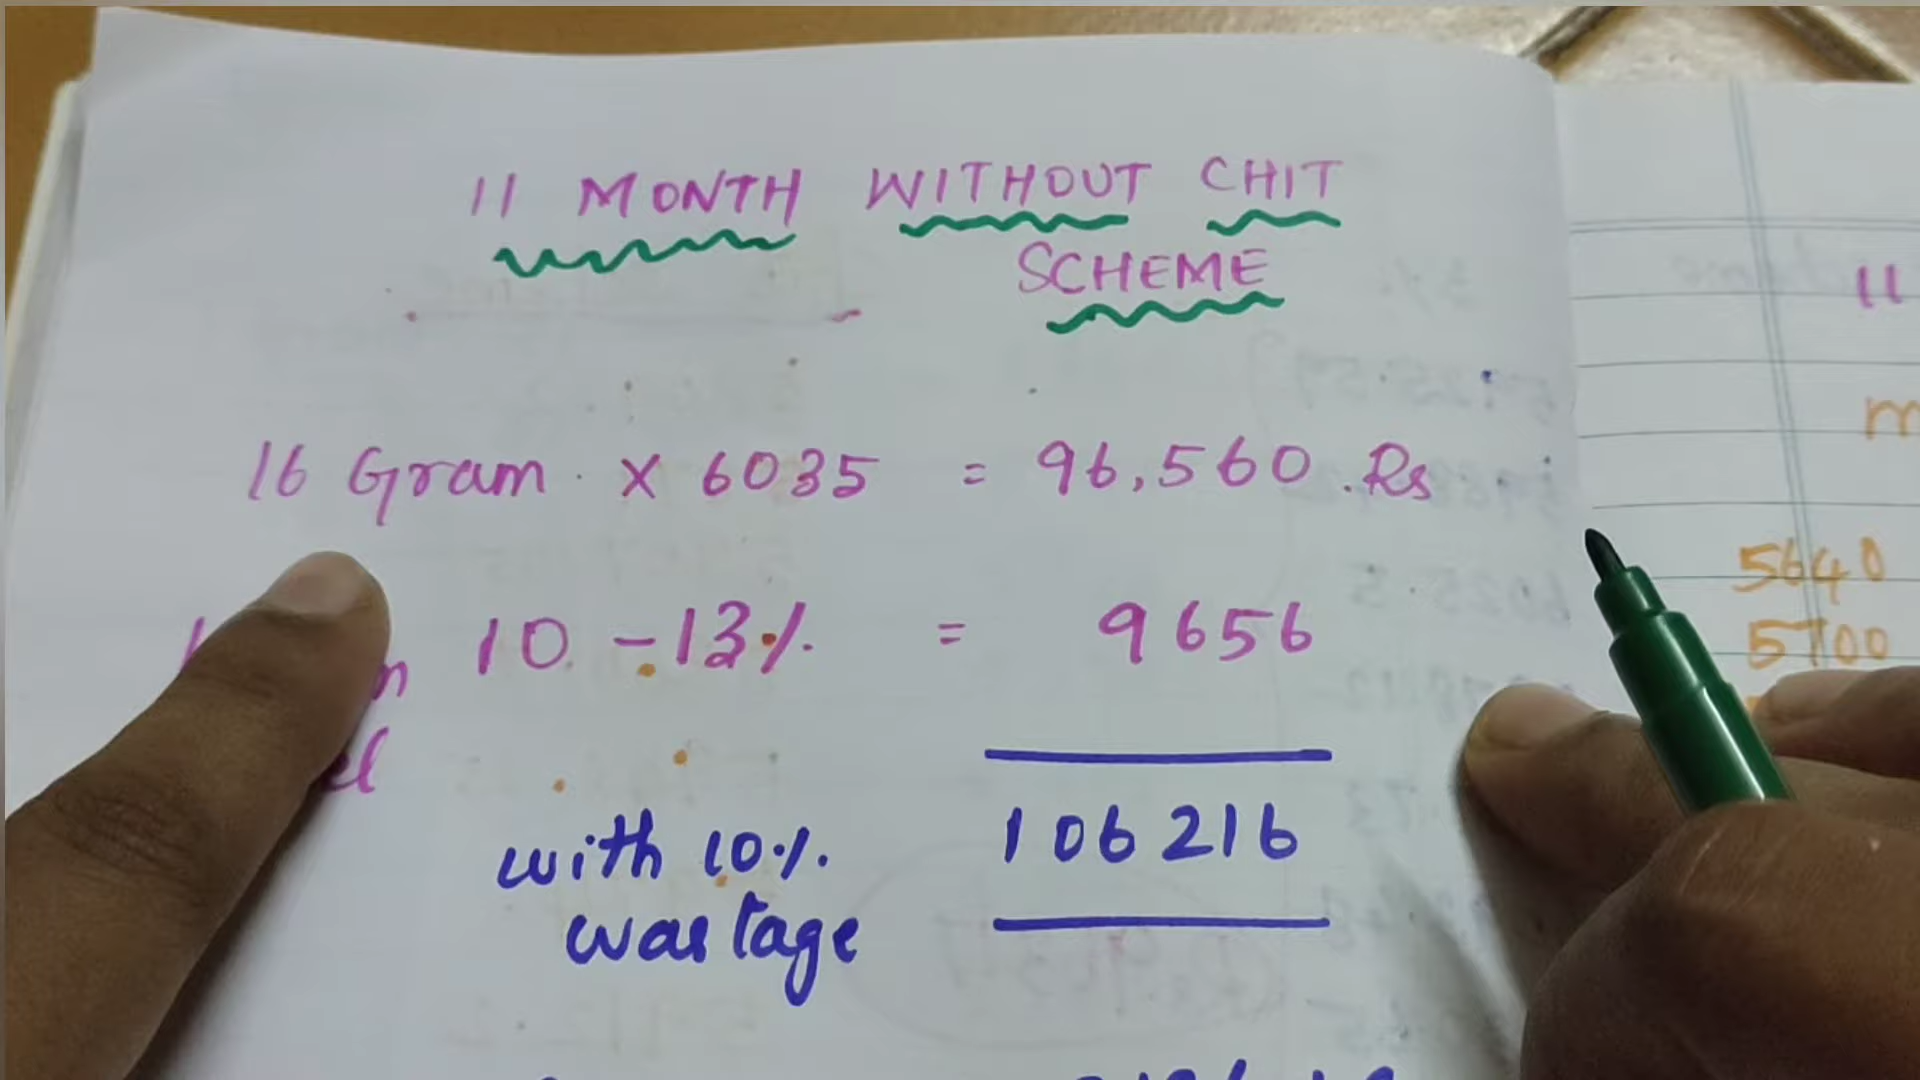 11 MONTH WITHOUT CHIT
SCHEME
16 Gram × 6035 = 96,560 . Rs
10 - 13% = 9656
with 10% 106216
wastage
11
5640
5700